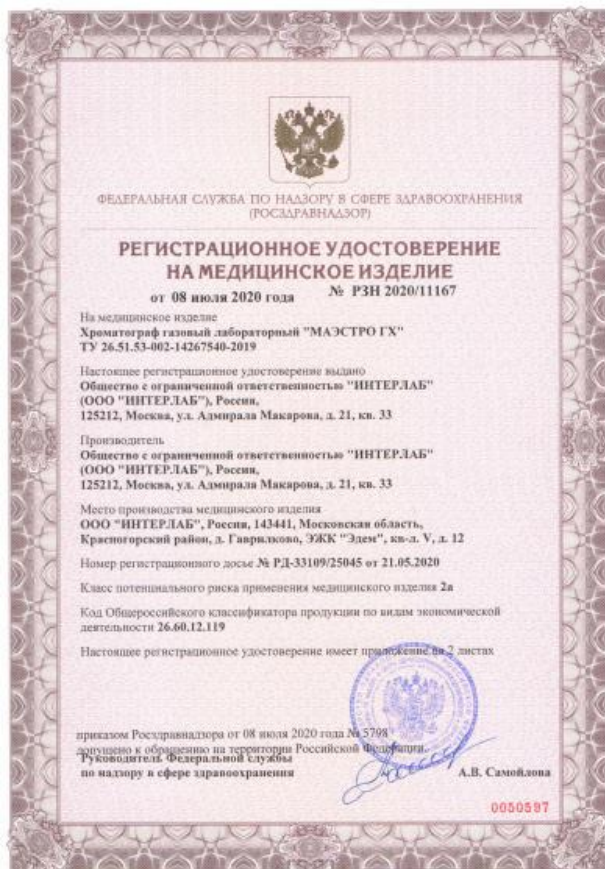 ФЕДЕРАЛЬНАЯ СЛУЖБА ПО НАДЗОРУ В СФЕРЕ ЗДРАВООХРАНЕНИЯ
(РОСЗДРАВНАДЗОР)
РЕГИСТРАЦИОННОЕ УДОСТОВЕРЕНИЕ
НА МЕДИЦИНСКОЕ ИЗДЕЛИЕ
от 08 июля 2020 года № РЗН 2020/11167
На медицинское изделие
Хроматограф газовый лабораторный "МАЭСТРО ГХ"
ТУ 26.51.53-002-14267540-2019
Настоящее регистрационное удостоверение выдано
Общество с ограниченной ответственностью "ИНТЕРЛАБ"
(ООО "ИНТЕРЛАБ"), Россия,
125212, Москва, ул. Адмирала Макарова, д. 21, кв. 33
Производитель
Общество с ограниченной ответственностью "ИНТЕРЛАБ"
(ООО "ИНТЕРЛАБ"), Россия,
125212, Москва, ул. Адмирала Макарова, д. 21, кв. 33
Место производства медицинского изделия
ООО "ИНТЕРЛАБ", Россия, 143441, Московская область,
Красногорский район, д. Гаврилково, ЭЖК "Эдем", кв-л. V, д. 12
Номер регистрационного досье № РД-33109/25045 от 21.05.2020
Класс потенциального риска применения медицинского изделия 2а
Код Общероссийского классификатора продукции по видам экономической
деятельности 26.60.12.119
Настоящее регистрационное удостоверение имеет приложение на 2 листах
приказом Росздравнадзора от 08 июля 2020 года № 5798
допущено к обращению на территории Российской Федерации.
Руководитель Федеральной службы
по надзору в сфере здравоохранения А.В. Самойлова
0050597